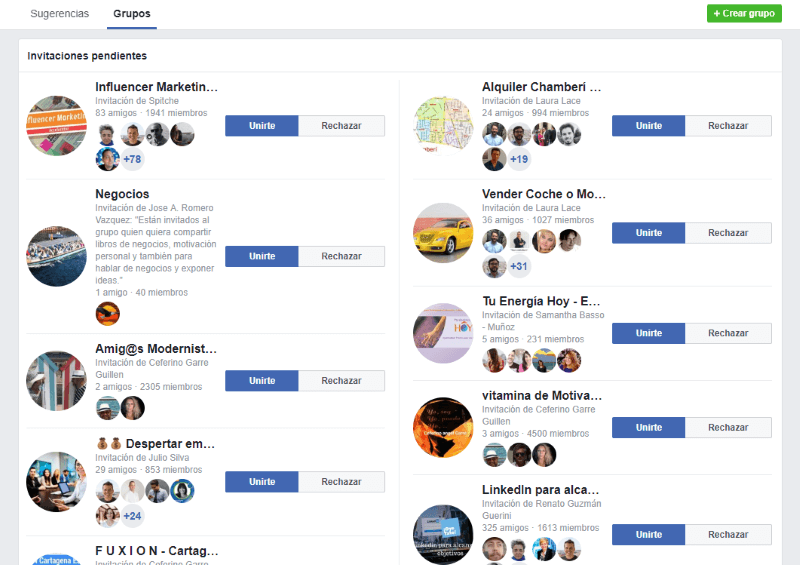 Sugerencias
Grupos
+ Crear grupo
Invitaciones pendientes
Influencer Marketin…
Invitación de Spitche
83 amigos · 1941 miembros
+78
Unirte
Rechazar
Negocios
Invitación de Jose A. Romero
Vazquez: "Están invitados al
grupo quien quiera compartir
libros de negocios, motivación
personal y también para
hablar de negocios y exponer
ideas."
1 amigo · 40 miembros
Unirte
Rechazar
Amig@s Modernist…
Invitación de Ceferino Garre
Guillen
2 amigos · 2305 miembros
Unirte
Rechazar
💰💰 Despertar em…
Invitación de Julio Silva
29 amigos · 853 miembros
+24
Unirte
Rechazar
F U X I O N - Cartag…
Cartagena
Alquiler Chamberí …
Invitación de Laura Lace
24 amigos · 994 miembros
+19
Unirte
Rechazar
Vender Coche o Mo…
Invitación de Laura Lace
36 amigos · 1027 miembros
+31
Unirte
Rechazar
HOY
Tu Energía Hoy - E…
Invitación de Samantha Basso
- Muñoz
5 amigos · 231 miembros
Unirte
Rechazar
vitamina de Motiva…
Invitación de Ceferino Garre
Guillen
3 amigos · 4500 miembros
Unirte
Rechazar
LinkedIn para alca…
Invitación de Renato Guzmán
Guerini
325 amigos · 1613 miembros
Unirte
Rechazar